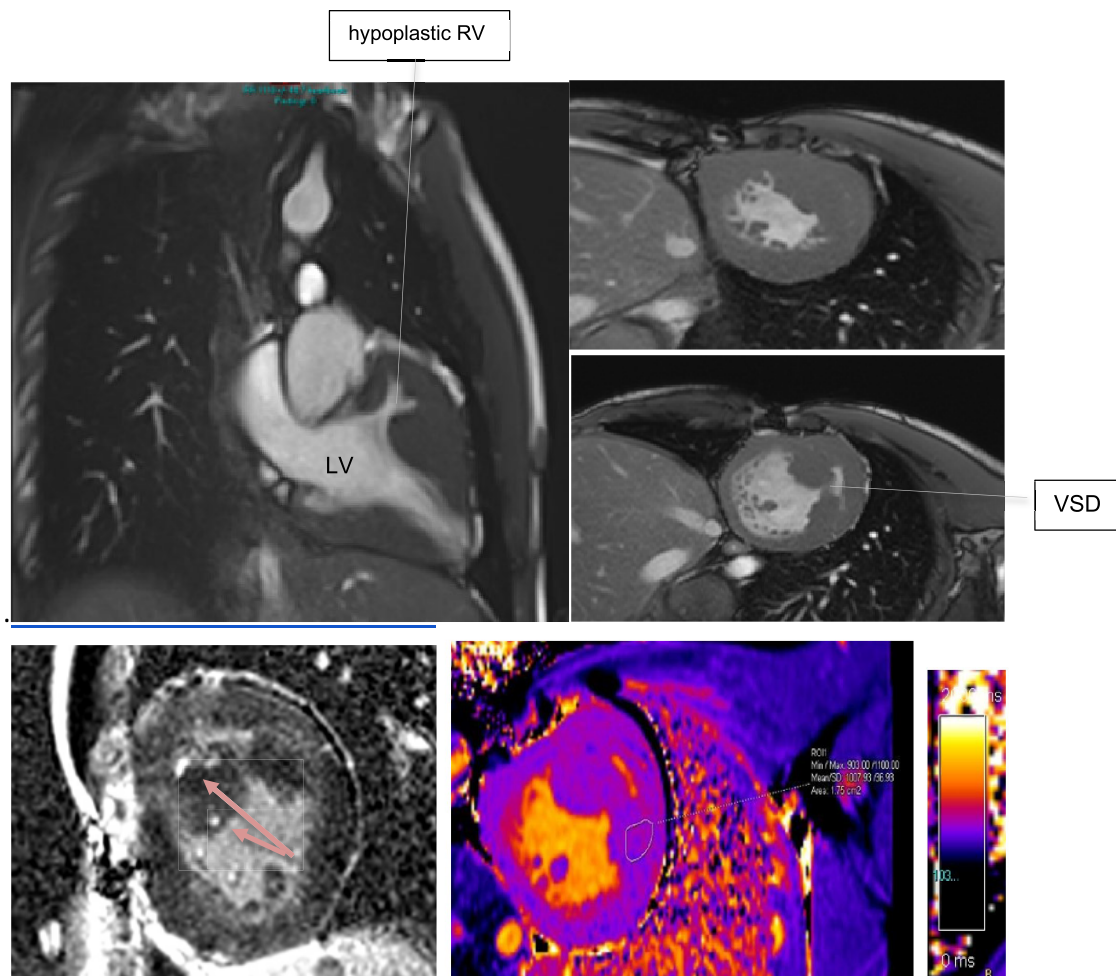 hypoplastic RV
LV
VSD
ROI1
Min / Max: 903.00 /1100.00
Mean/SD: 1007.93 /36.93
Area: 1.75 cm2
ms
0 ms